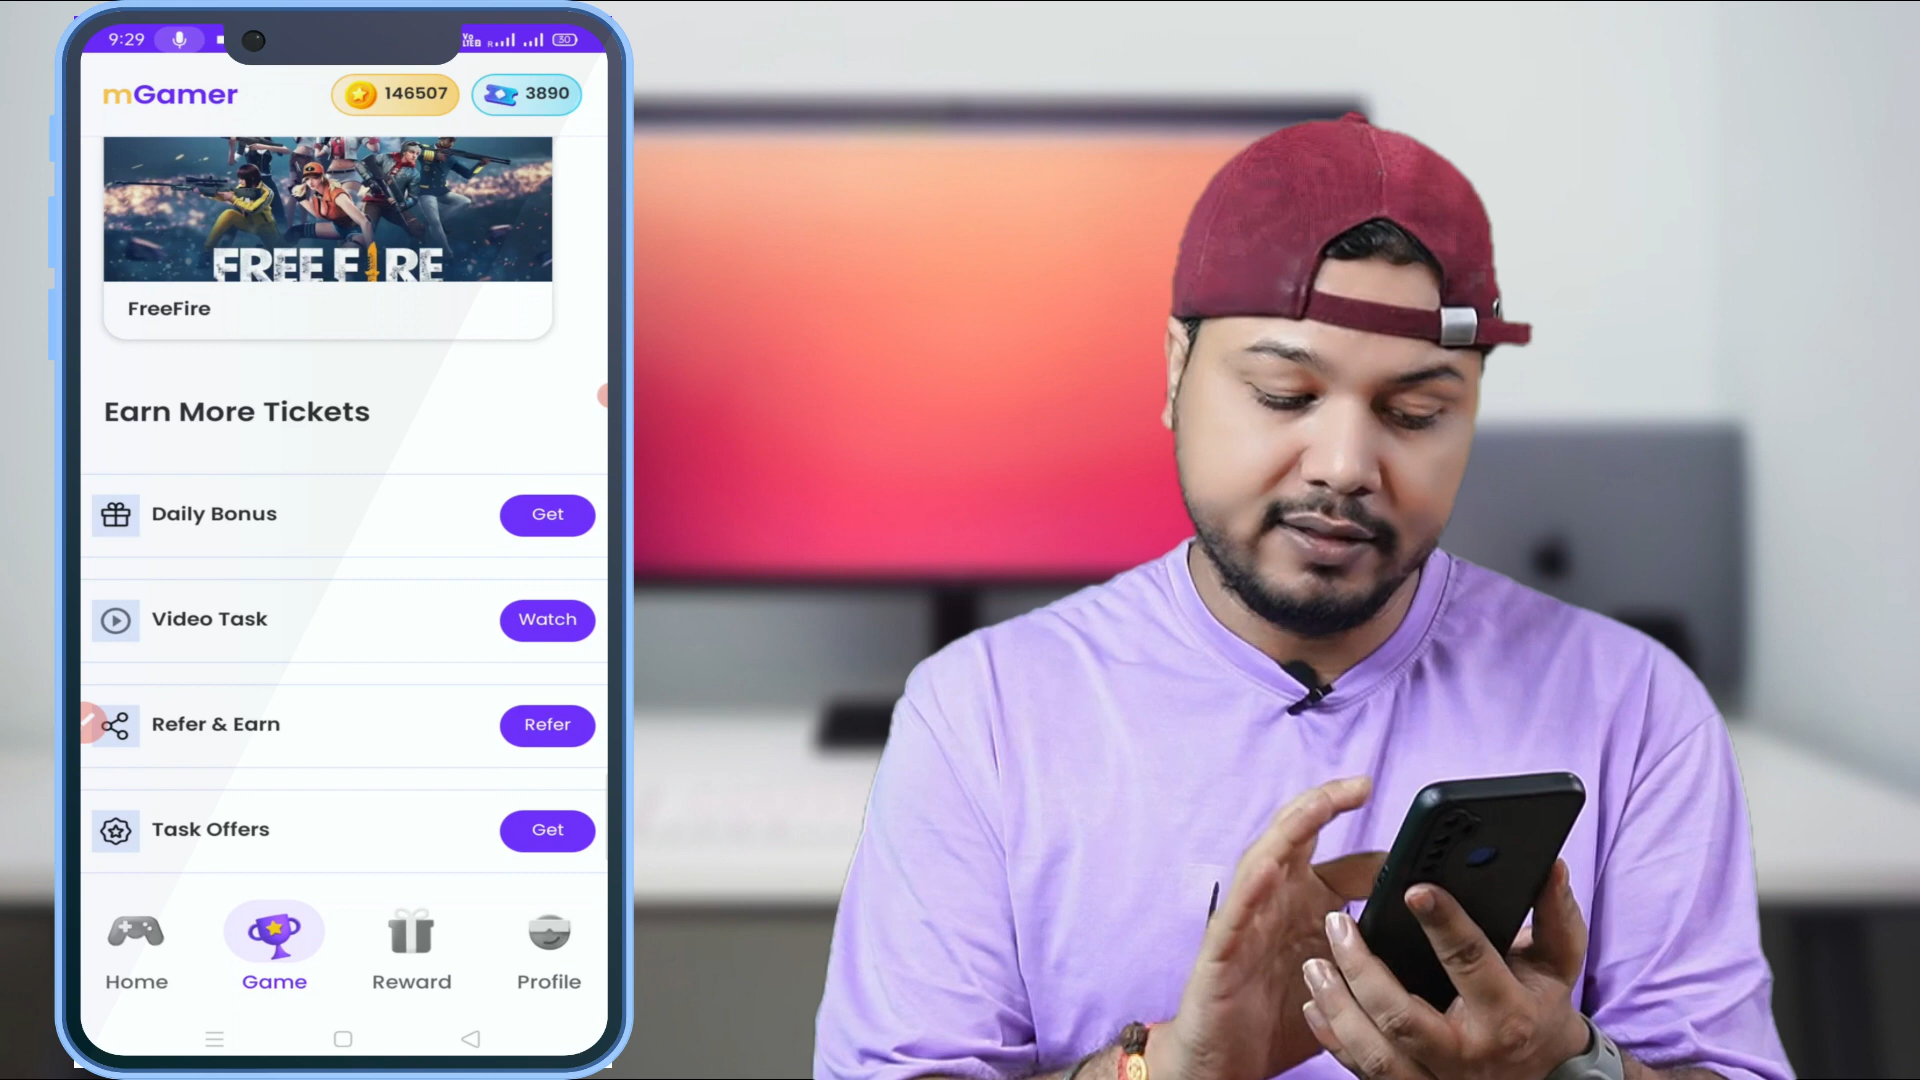 9:29
30
mGamer
146507
3890
FREE FIRE
FreeFire
Earn More Tickets
Daily Bonus
Get
Video Task
Watch
Refer & Earn
Refer
Task Offers
Get
Home
Game
Reward
Profile